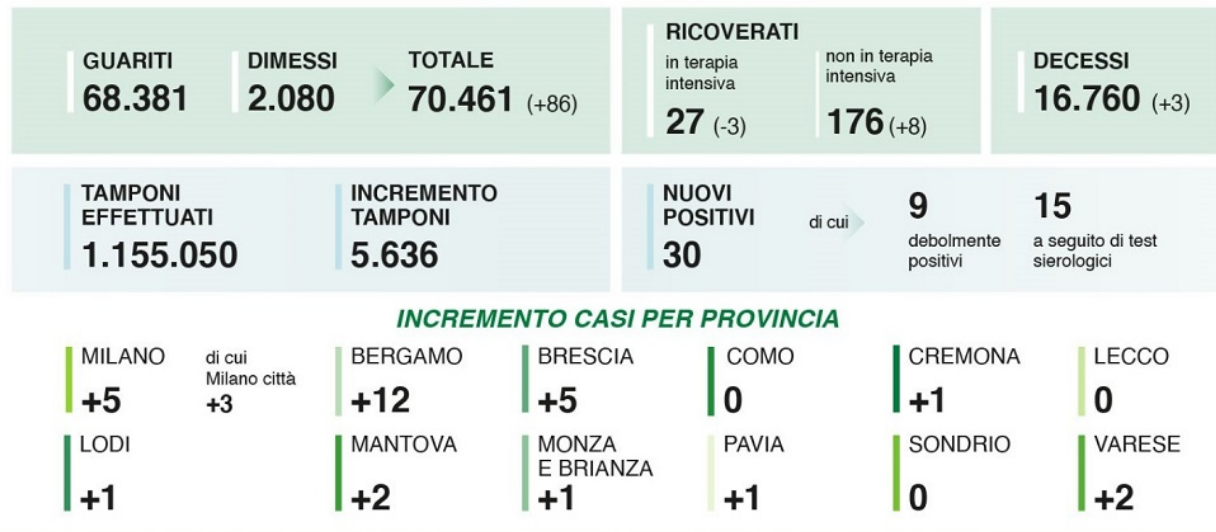 GUARITI
68.381
DIMESSI
2.080
TOTALE
70.461 (+86)
RICOVERATI
in terapia
intensiva
27 (-3)
non in terapia
intensiva
176 (+8)
DECESSI
16.760 (+3)
TAMPONI
EFFETTUATI
1.155.050
INCREMENTO
TAMPONI
5.636
NUOVI
POSITIVI
30
di cui
9
debolmente
positivi
15
a seguito di test
sierologici
INCREMENTO CASI PER PROVINCIA
MILANO
+5
di cui
Milano città
+3
BERGAMO
+12
BRESCIA
+5
COMO
0
CREMONA
+1
LECCO
0
LODI
+1
MANTOVA
+2
MONZA
E BRIANZA
+1
PAVIA
+1
SONDRIO
0
VARESE
+2